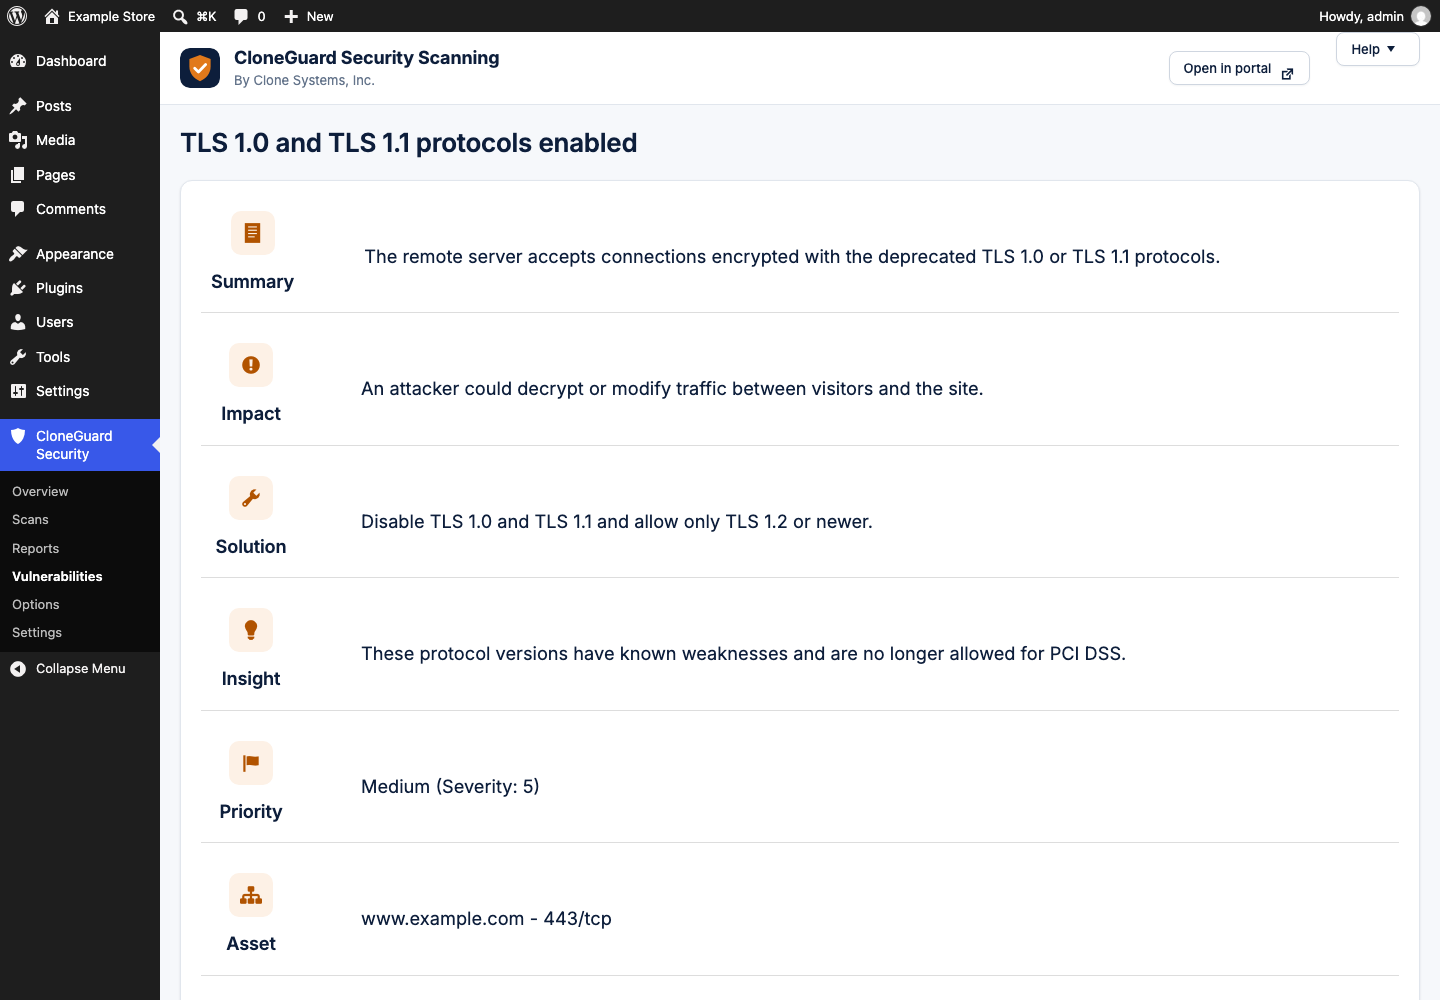 Example Store
⌘K
0
New
Howdy, admin
Dashboard
Posts
Media
Pages
Comments
Appearance
Plugins
Users
Tools
Settings
CloneGuard
Security
Overview
Scans
Reports
Vulnerabilities
Options
Settings
Collapse Menu
CloneGuard Security Scanning
By Clone Systems, Inc.
Open in portal
Help
TLS 1.0 and TLS 1.1 protocols enabled
Summary
The remote server accepts connections encrypted with the deprecated TLS 1.0 or TLS 1.1 protocols.
Impact
An attacker could decrypt or modify traffic between visitors and the site.
Solution
Disable TLS 1.0 and TLS 1.1 and allow only TLS 1.2 or newer.
Insight
These protocol versions have known weaknesses and are no longer allowed for PCI DSS.
Priority
Medium (Severity: 5)
Asset
www.example.com - 443/tcp